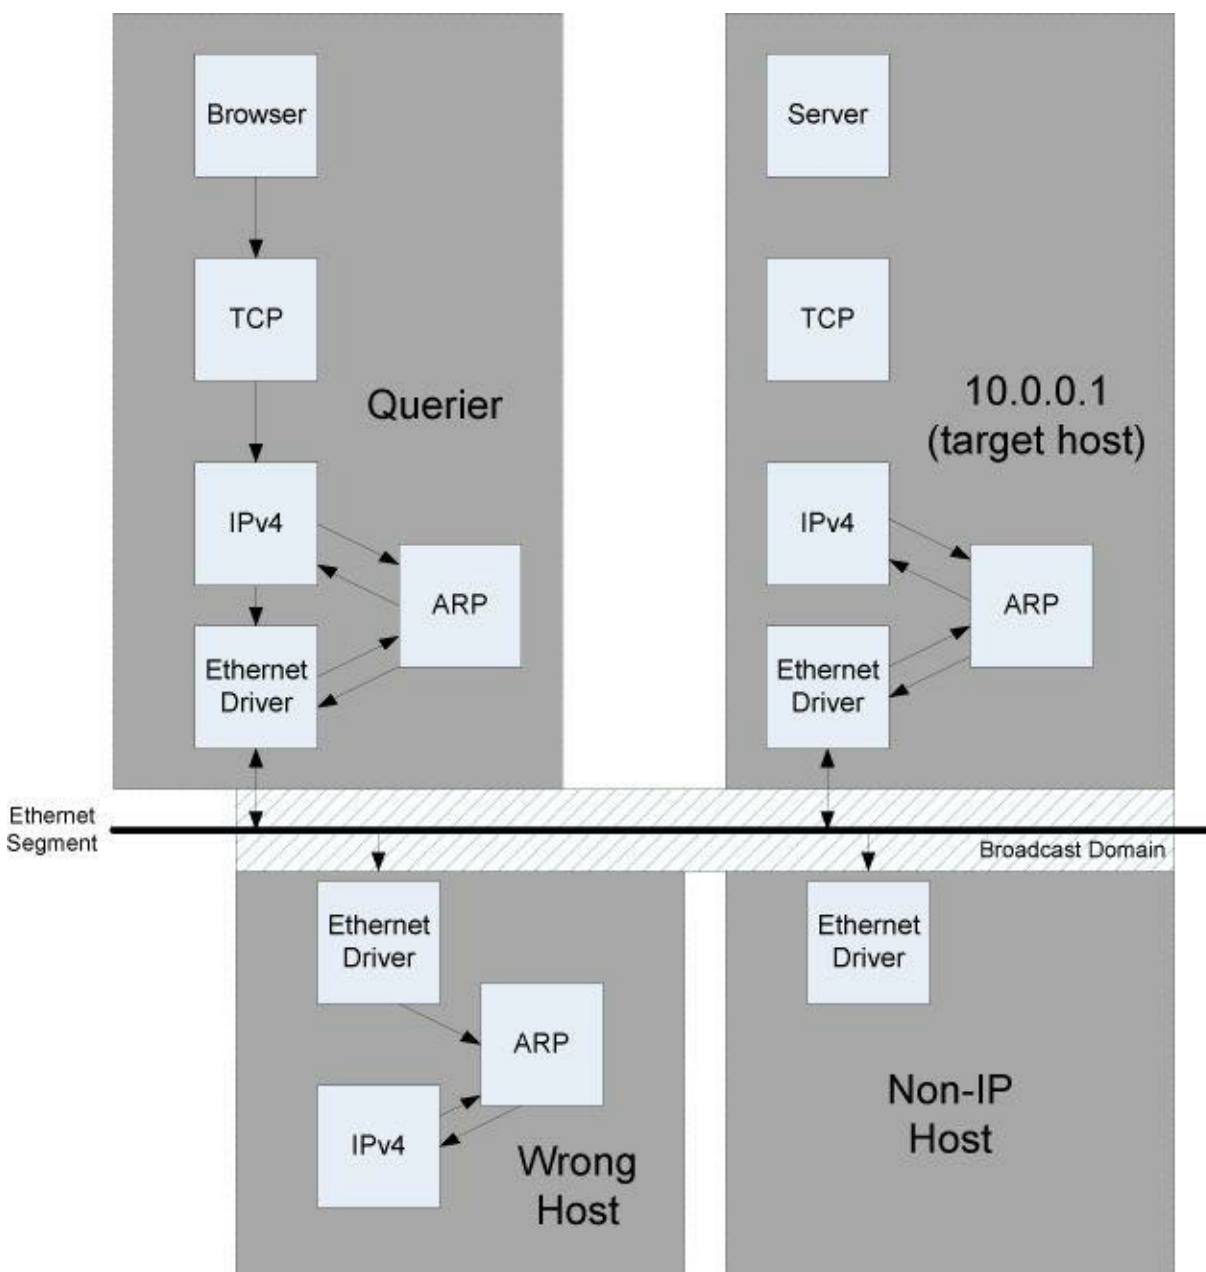 Browser
TCP
Querier
IPv4
ARP
Ethernet
Driver
Server
TCP
10.0.0.1
(target host)
IPv4
ARP
Ethernet
Driver
Ethernet
Segment
Broadcast Domain
Ethernet
Driver
ARP
IPv4
Wrong
Host
Ethernet
Driver
Non-IP
Host